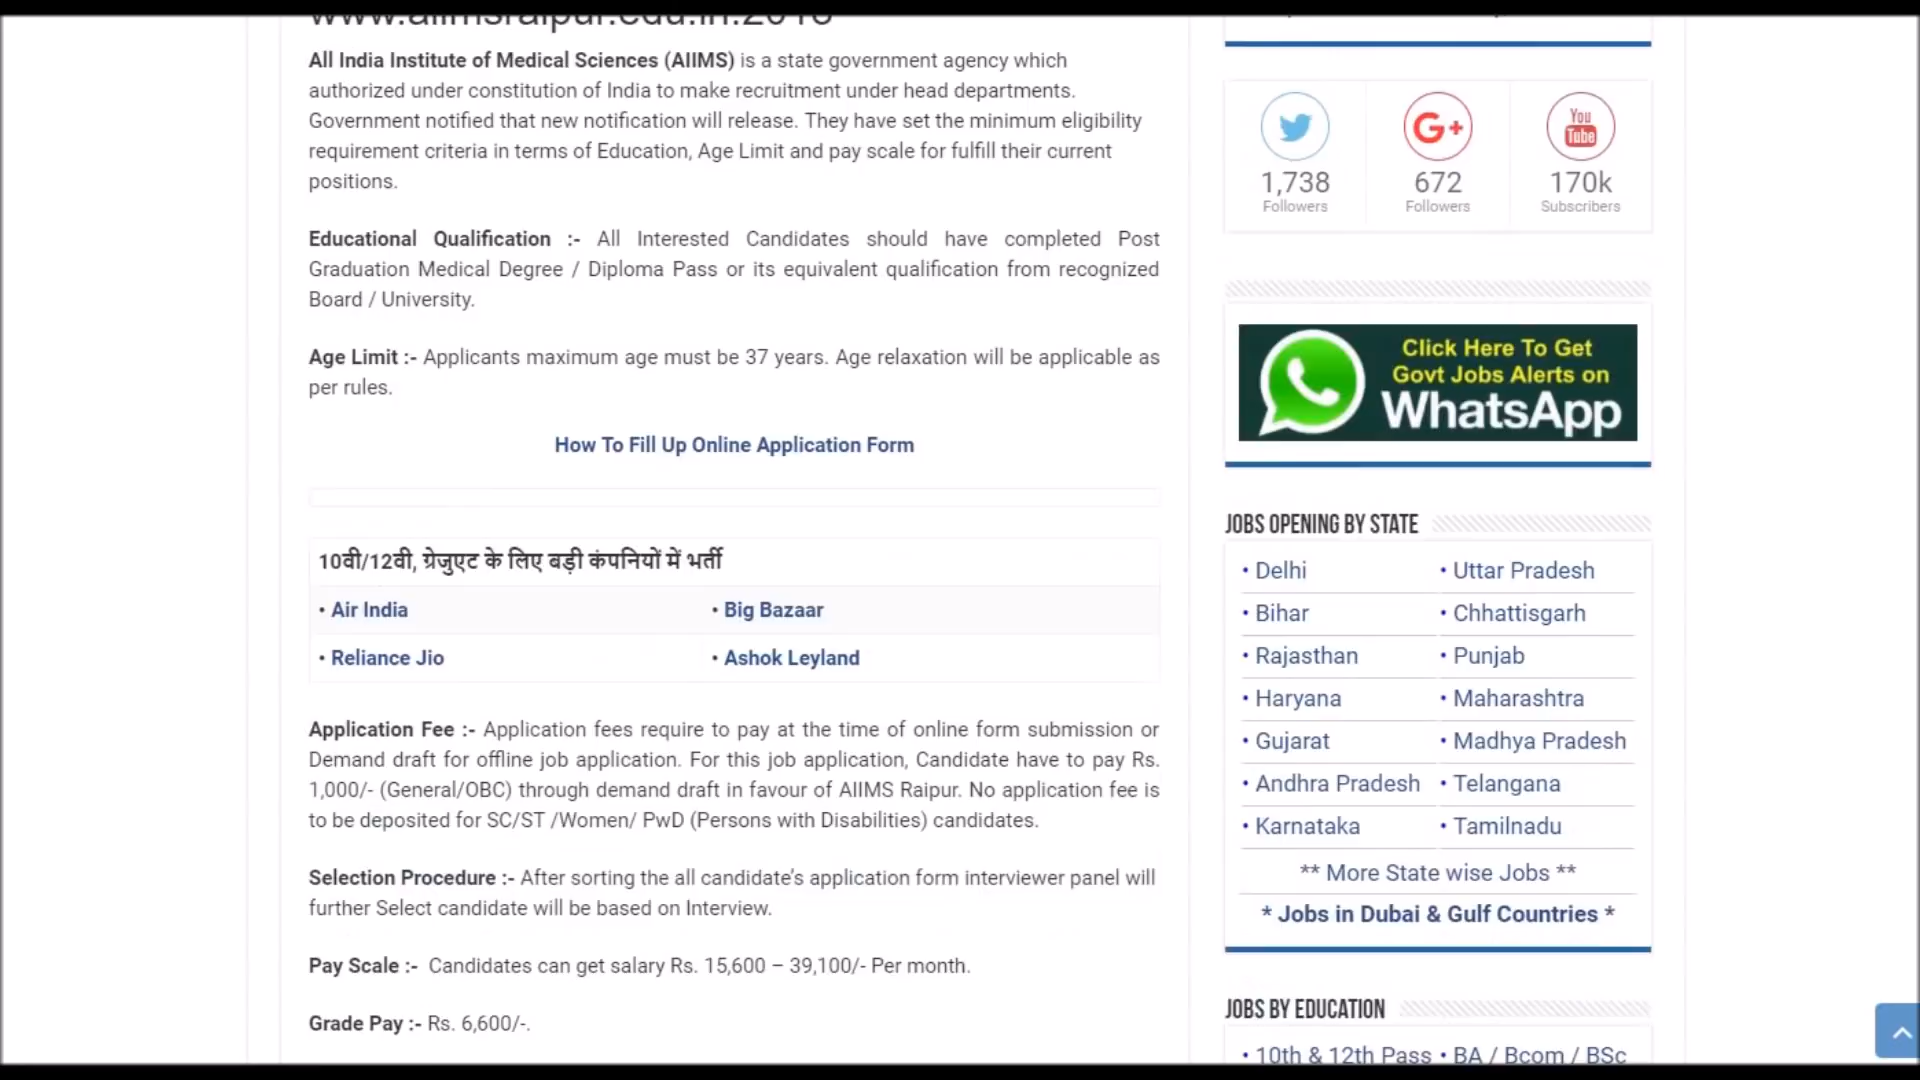 www.aiimsraipur.edu.in.2018
All India Institute of Medical Sciences (AIIMS) is a state government agency which
authorized under constitution of India to make recruitment under head departments.
Government notified that new notification will release. They have set the minimum eligibility
requirement criteria in terms of Education, Age Limit and pay scale for fulfill their current
positions.
Educational Qualification :- All Interested Candidates should have completed Post
Graduation Medical Degree / Diploma Pass or its equivalent qualification from recognized
Board / University.
Age Limit :- Applicants maximum age must be 37 years. Age relaxation will be applicable as
per rules.
How To Fill Up Online Application Form
10वी/12वी, ग्रेजुएट के लिए बड़ी कंपनियों में भर्ती
• Air India
• Big Bazaar
• Reliance Jio
• Ashok Leyland
Application Fee :- Application fees require to pay at the time of online form submission or
Demand draft for offline job application. For this job application, Candidate have to pay Rs.
1,000/- (General/OBC) through demand draft in favour of AIIMS Raipur. No application fee is
to be deposited for SC/ST /Women/ PwD (Persons with Disabilities) candidates.
Selection Procedure :- After sorting the all candidate's application form interviewer panel will
further Select candidate will be based on Interview.
Pay Scale :- Candidates can get salary Rs. 15,600 – 39,100/- Per month.
Grade Pay :- Rs. 6,600/-.
G+
You
Tube
1,738
672
170k
Followers
Followers
Subscribers
Click Here To Get
Govt Jobs Alerts on
WhatsApp
JOBS OPENING BY STATE
• Delhi
• Uttar Pradesh
• Bihar
• Chhattisgarh
• Rajasthan
• Punjab
• Haryana
• Maharashtra
• Gujarat
• Madhya Pradesh
• Andhra Pradesh
• Telangana
• Karnataka
• Tamilnadu
** More State wise Jobs **
* Jobs in Dubai & Gulf Countries *
JOBS BY EDUCATION
• 10th & 12th Pass
• BA / Bcom / BSc